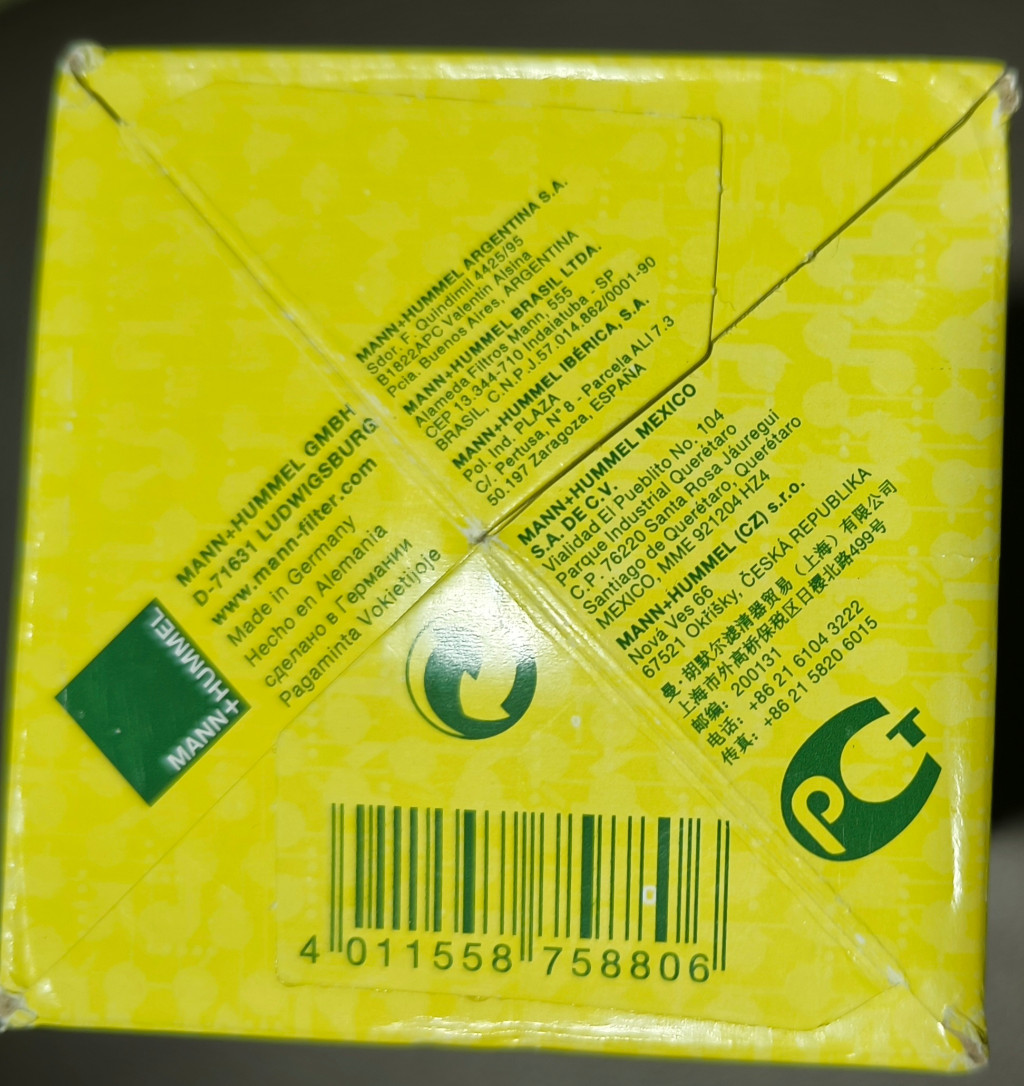 MANN+HUMMEL GMBH
D-71631 LUDWIGSBURG
www.mann-filter.com
Made in Germany
Hecho en Alemania
сделано в Германии
Pagaminta Vokietijoje
MANN+HUMMEL
MANN+HUMMEL ARGENTINA S.A.
Sdor. F. Quindimil 4425/95
B1822APC Valentin Alsina
Pcia. Buenos Aires, ARGENTINA
MANN+HUMMEL BRASIL LTDA.
Alameda Filtros Mann, 555
CEP 13.344-710 Indaiatuba - SP
BRASIL, C.N.P.J.57.014.862/0001-90
MANN+HUMMEL IBÉRICA, S.A.
Pol. Ind. PLAZA
C/. Pertusa, N° 8 - Parcela ALI 7.3
50.197 Zaragoza, ESPAÑA
MANN+HUMMEL MEXICO
S.A. DE C.V.
Vialidad El Pueblito No. 104
Parque Industrial Querétaro
C.P. 76220 Santa Rosa Jáuregui
Santiago de Querétaro, Querétaro
MEXICO, MME 921204 HZ4
MANN+HUMMEL (CZ) s.r.o.
Nová Ves 66
67521 Okříšky, ČESKÁ REPUBLIKA
曼·胡默尔滤清器贸易（上海）有限公司
上海市外高桥保税区日樱北路499号
邮编: 200131
电话: +86 21 6104 3222
传真: +86 21 5820 6015
PCT
4 011558 758806